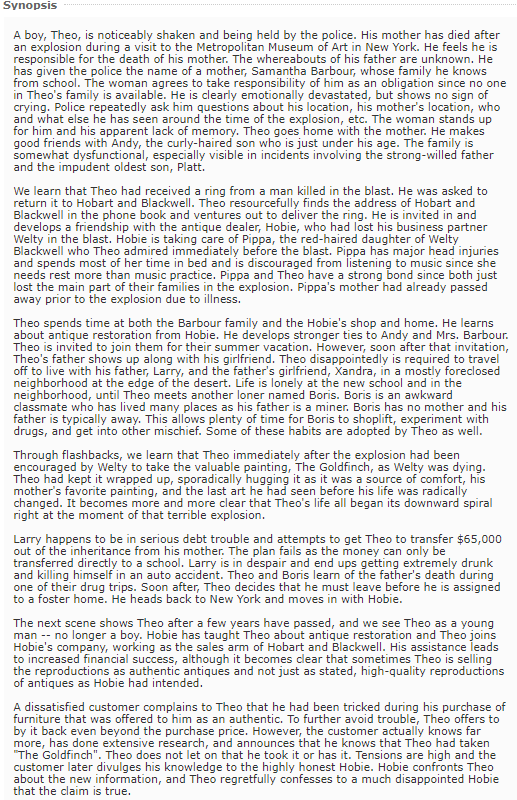 Synopsis
A boy, Theo, is noticeably shaken and being held by the police. His mother has died after
an explosion during a visit to the Metropolitan Museum of Art in New York. He feels he is
responsible for the death of his mother. The whereabouts of his father are unknown. He
has given the police the name of a mother, Samantha Barbour, whose family he knows
from school. The woman agrees to take responsibility of him as an obligation since no one
in Theo's family is available. He is clearly emotionally devastated, but shows no sign of
crying. Police repeatedly ask him questions about his location, his mother's location, who
and what else he has seen around the time of the explosion, etc. The woman stands up
for him and his apparent lack of memory. Theo goes home with the mother. He makes
good friends with Andy, the curly-haired son who is just under his age. The family is
somewhat dysfunctional, especially visible in incidents involving the strong-willed father
and the impudent oldest son, Platt.
We learn that Theo had received a ring from a man killed in the blast. He was asked to
return it to Hobart and Blackwell. Theo resourcefully finds the address of Hobart and
Blackwell in the phone book and ventures out to deliver the ring. He is invited in and
develops a friendship with the antique dealer, Hobie, who had lost his business partner
Welty in the blast. Hobie is taking care of Pippa, the red-haired daughter of Welty
Blackwell who Theo admired immediately before the blast. Pippa has major head injuries
and spends most of her time in bed and is discouraged from listening to music since she
needs rest more than music practice. Pippa and Theo have a strong bond since both just
lost the main part of their families in the explosion. Pippa's mother had already passed
away prior to the explosion due to illness.
Theo spends time at both the Barbour family and the Hobie's shop and home. He learns
about antique restoration from Hobie. He develops stronger ties to Andy and Mrs. Barbour.
Theo is invited to join them for their summer vacation. However, soon after that invitation,
Theo's father shows up along with his girlfriend. Theo disappointedly is required to travel
off to live with his father, Larry, and the father's girlfriend, Xandra, in a mostly foreclosed
neighborhood at the edge of the desert. Life is lonely at the new school and in the
neighborhood, until Theo meets another loner named Boris. Boris is an awkward
classmate who has lived many places as his father is a miner. Boris has no mother and his
father is typically away. This allows plenty of time for Boris to shoplift, experiment with
drugs, and get into other mischief. Some of these habits are adopted by Theo as well.
Through flashbacks, we learn that Theo immediately after the explosion had been
encouraged by Welty to take the valuable painting, The Goldfinch, as Welty was dying.
Theo had kept it wrapped up, sporadically hugging it as it was a source of comfort, his
mother's favorite painting, and the last art he had seen before his life was radically
changed. It becomes more and more clear that Theo's life all began its downward spiral
right at the moment of that terrible explosion.
Larry happens to be in serious debt trouble and attempts to get Theo to transfer $65,000
out of the inheritance from his mother. The plan fails as the money can only be
transferred directly to a school. Larry is in despair and end ups getting extremely drunk
and killing himself in an auto accident. Theo and Boris learn of the father's death during
one of their drug trips. Soon after, Theo decides that he must leave before he is assigned
to a foster home. He heads back to New York and moves in with Hobie.
The next scene shows Theo after a few years have passed, and we see Theo as a young
man -- no longer a boy. Hobie has taught Theo about antique restoration and Theo joins
Hobie's company, working as the sales arm of Hobart and Blackwell. His assistance leads
to increased financial success, although it becomes clear that sometimes Theo is selling
the reproductions as authentic antiques and not just as stated, high-quality reproductions
of antiques as Hobie had intended.
A dissatisfied customer complains to Theo that he had been tricked during his purchase of
furniture that was offered to him as an authentic. To further avoid trouble, Theo offers to
by it back even beyond the purchase price. However, the customer actually knows far
more, has done extensive research, and announces that he knows that Theo had taken
"The Goldfinch". Theo does not let on that he took it or has it. Tensions are high and the
customer later divulges his knowledge to the highly honest Hobie. Hobie confronts Theo
about the new information, and Theo regretfully confesses to a much disappointed Hobie
that the claim is true.